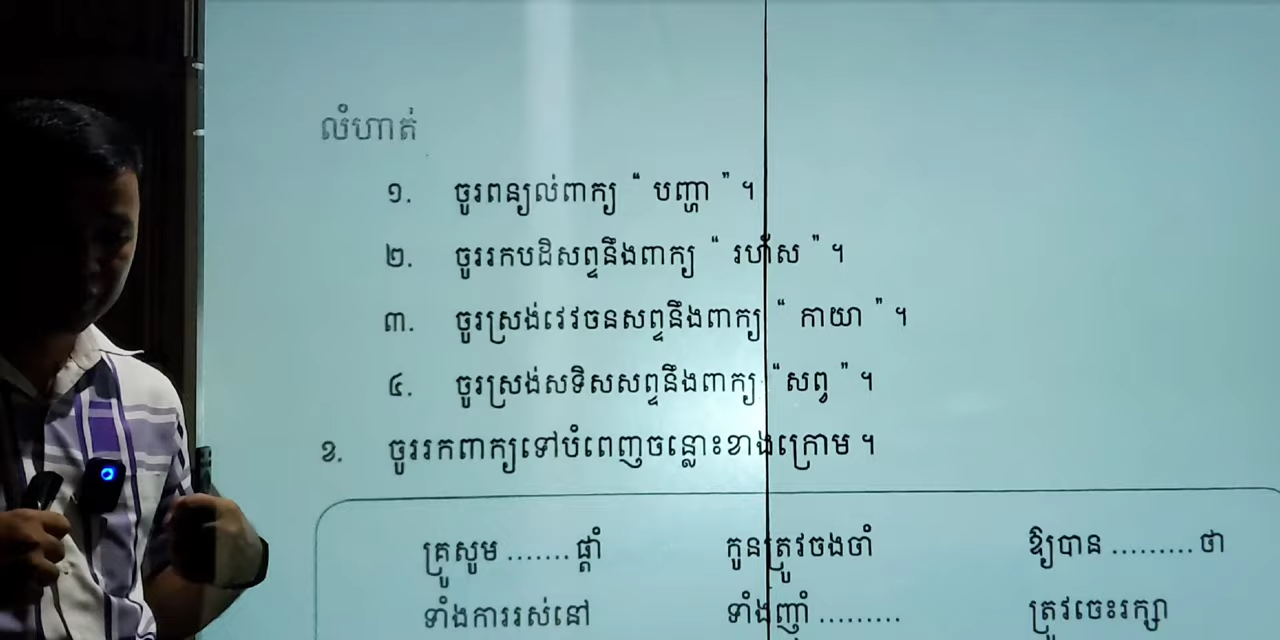 លំហាត់
១. ចូរពន្យល់ពាក្យ “ បញ្ហា ” ។
២. ចូររកបដិសព្ទនឹងពាក្យ “ រហ័ស ” ។
៣. ចូរស្រង់វេវចនសព្ទនឹងពាក្យ “ កាយា ” ។
៤. ចូរស្រង់សទិសសព្ទនឹងពាក្យ “សព្វ ” ។
ខ. ចូររកពាក្យទៅបំពេញចន្លោះខាងក្រោម ។
គ្រូសូម ....... ផ្ដាំ កូនត្រូវចងចាំ ឱ្យបាន ......... ថា
ទាំងការរស់នៅ ទាំងញាំ ......... ត្រូវចេះរក្សា